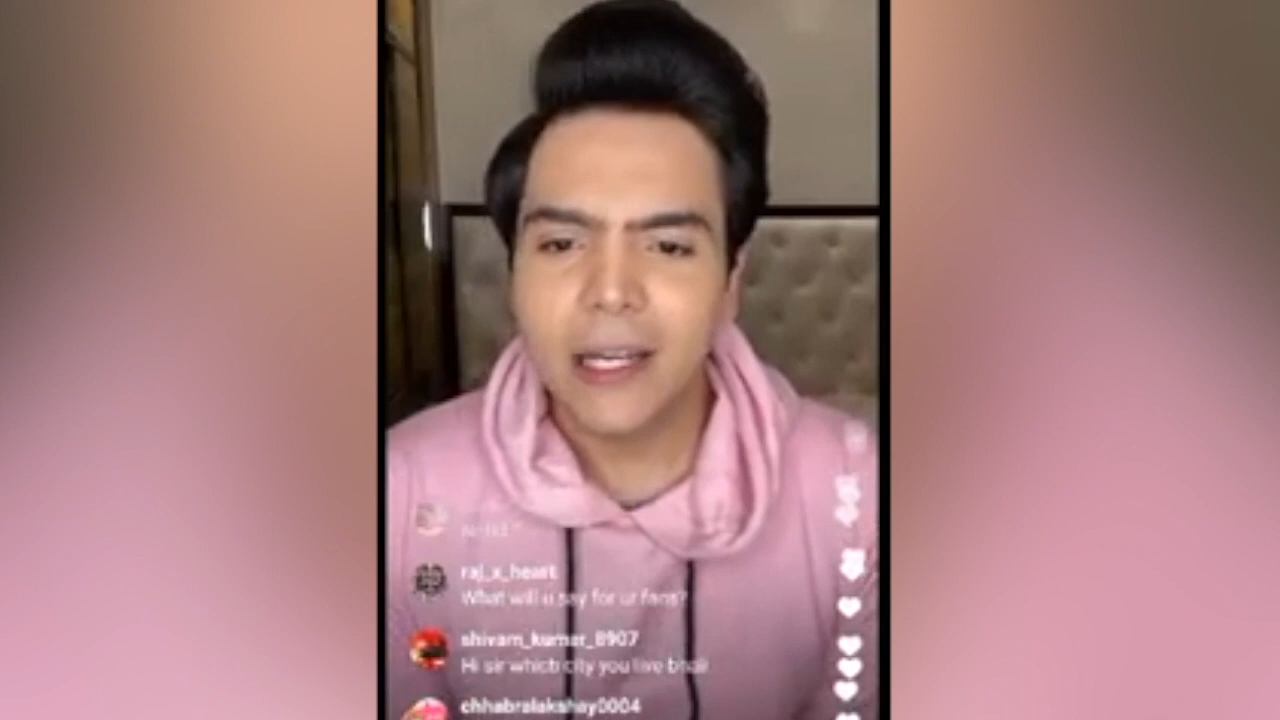 raj_x_heart
What will u say for ur fans?
shivam_kumar_8907
Hi sir which city you live bhai
chhabralakshay0004